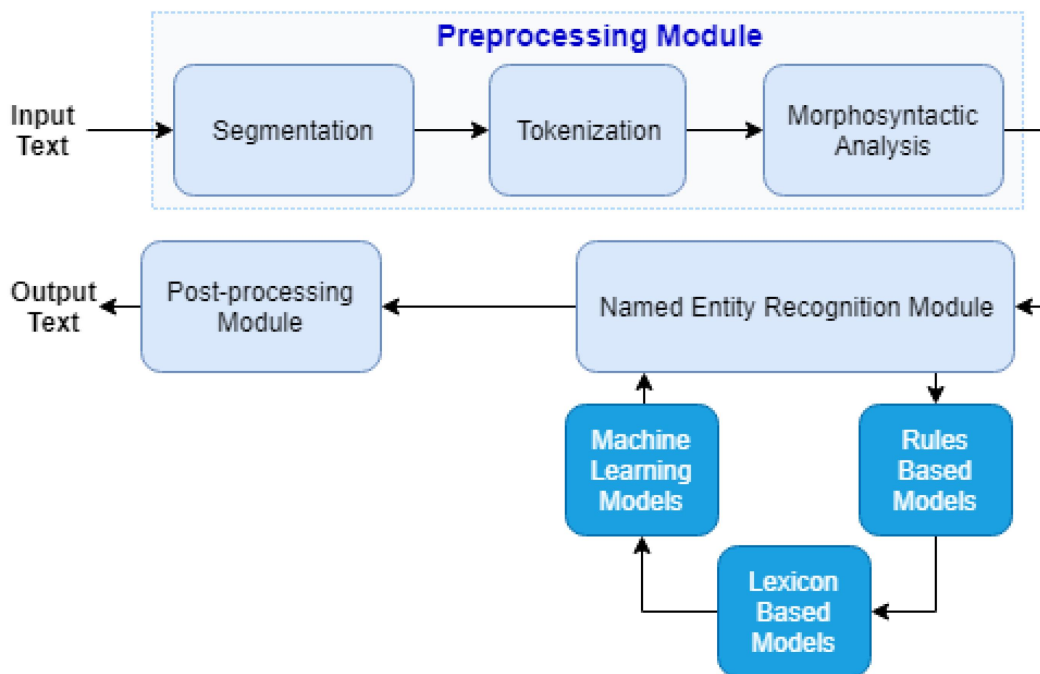 Preprocessing Module
Input
Text
Segmentation
Tokenization
Morphosyntactic
Analysis
Output
Text
Post-processing
Module
Named Entity Recognition Module
Machine
Learning
Models
Rules
Based
Models
Lexicon
Based
Models